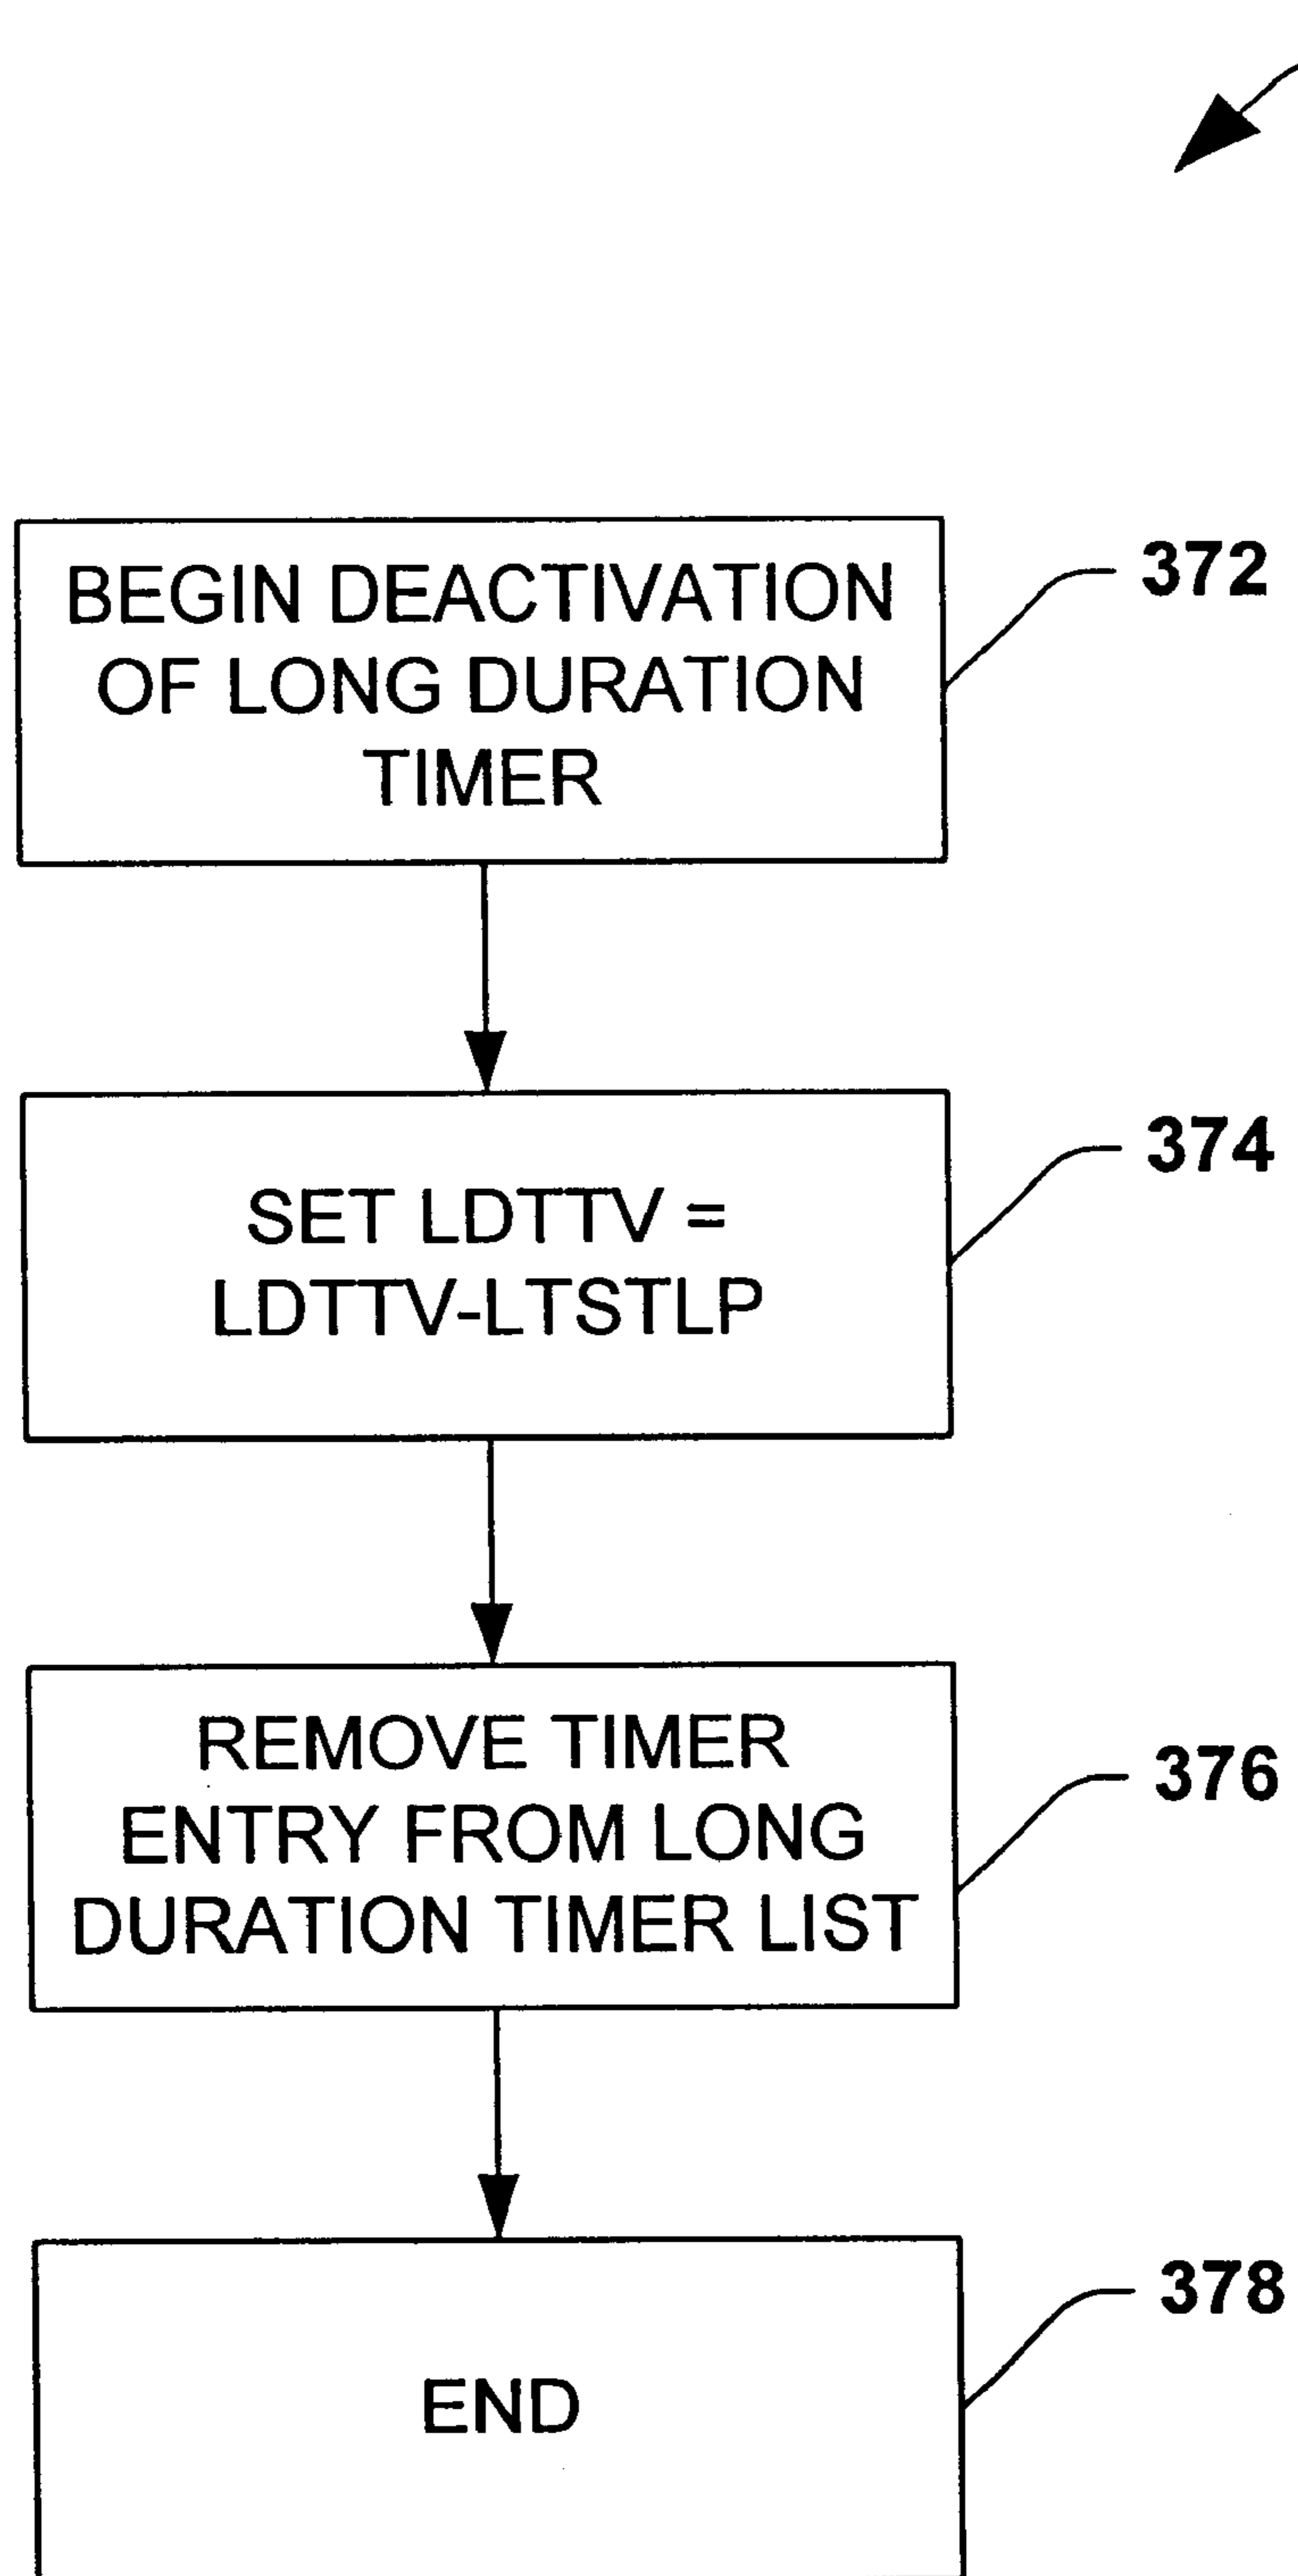 BEGIN DEACTIVATION
OF LONG DURATION
TIMER
372
SET LDTTV =
LDTTV-LTSTLP
374
REMOVE TIMER
ENTRY FROM LONG
DURATION TIMER LIST
376
END
378